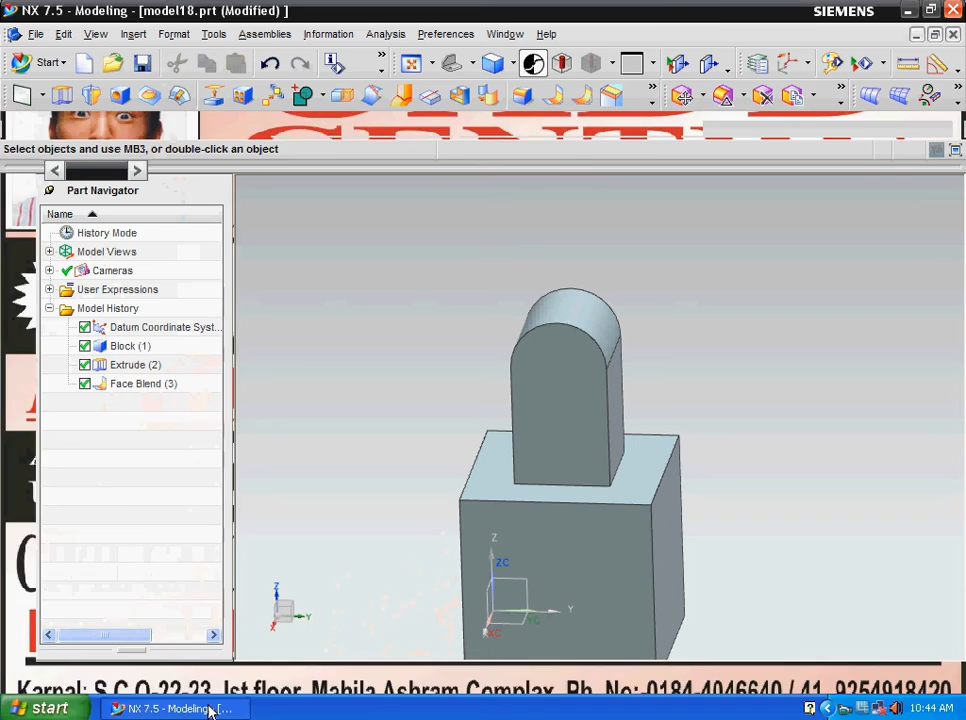 NX 7.5 - Modeling - [model18.prt (Modified) ]
SIEMENS
File Edit View Insert Format Tools Assemblies Information Analysis Preferences Window Help
Start
Select objects and use MB3, or double-click an object
Part Navigator
Name
History Mode
Model Views
Cameras
User Expressions
Model History
Datum Coordinate Syst...
Block (1)
Extrude (2)
Face Blend (3)
Z
ZC
Y
YC
XC
Z
Y
X
Karnal: S.C.O-22-23, Ist floor, Mahila Ashram Complax, Ph. No:-0184-4046640 / 41, 9254918420
start
NX 7.5 - Modeling - [...
10:44 AM